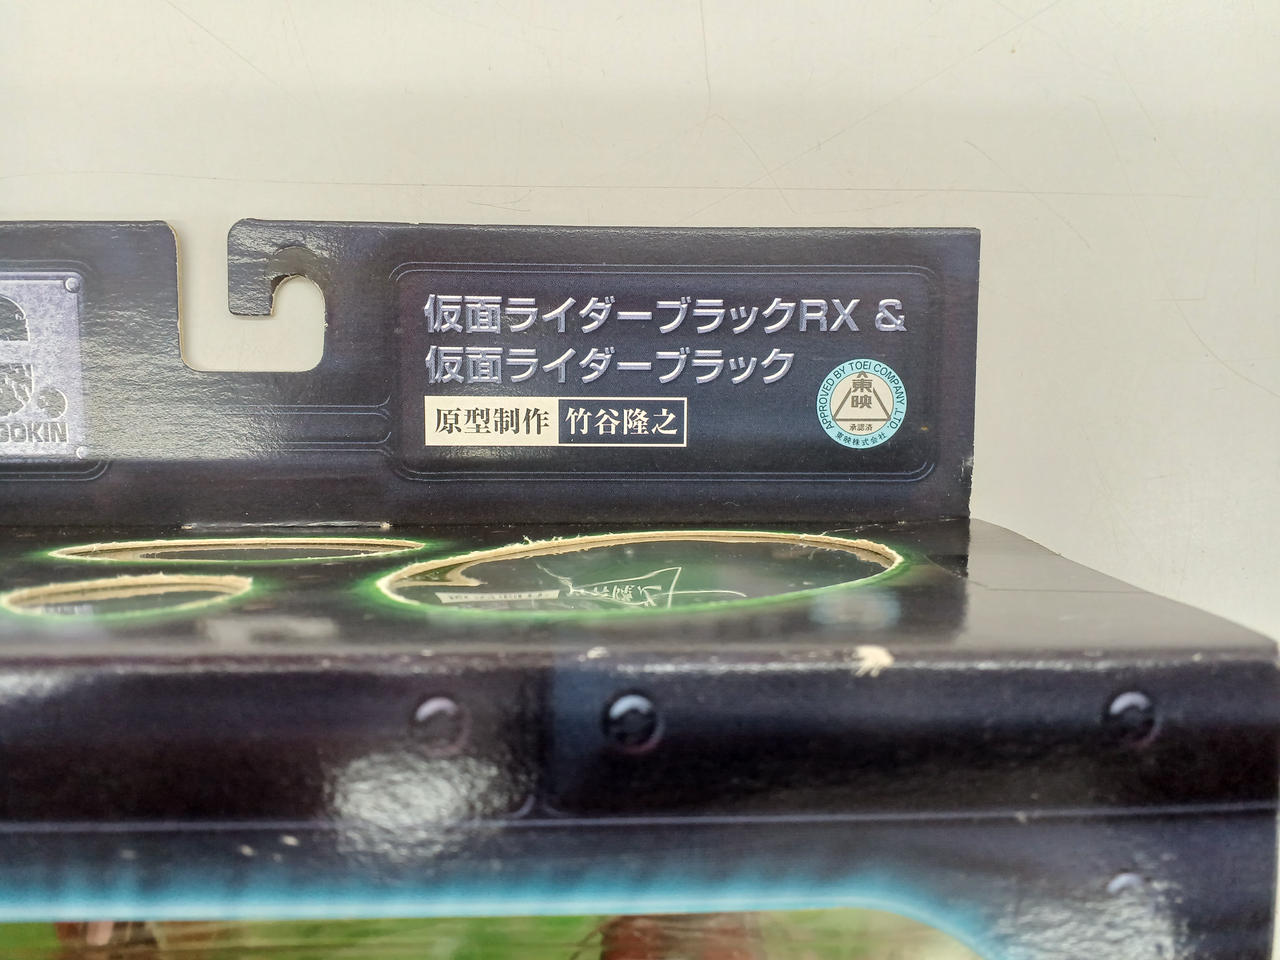 仮面ライダーブラックRX &
仮面ライダーブラック
原型制作 竹谷隆之
APPROVED BY TOEI COMPANY, LTD.
東映
承認済
東映株式会社